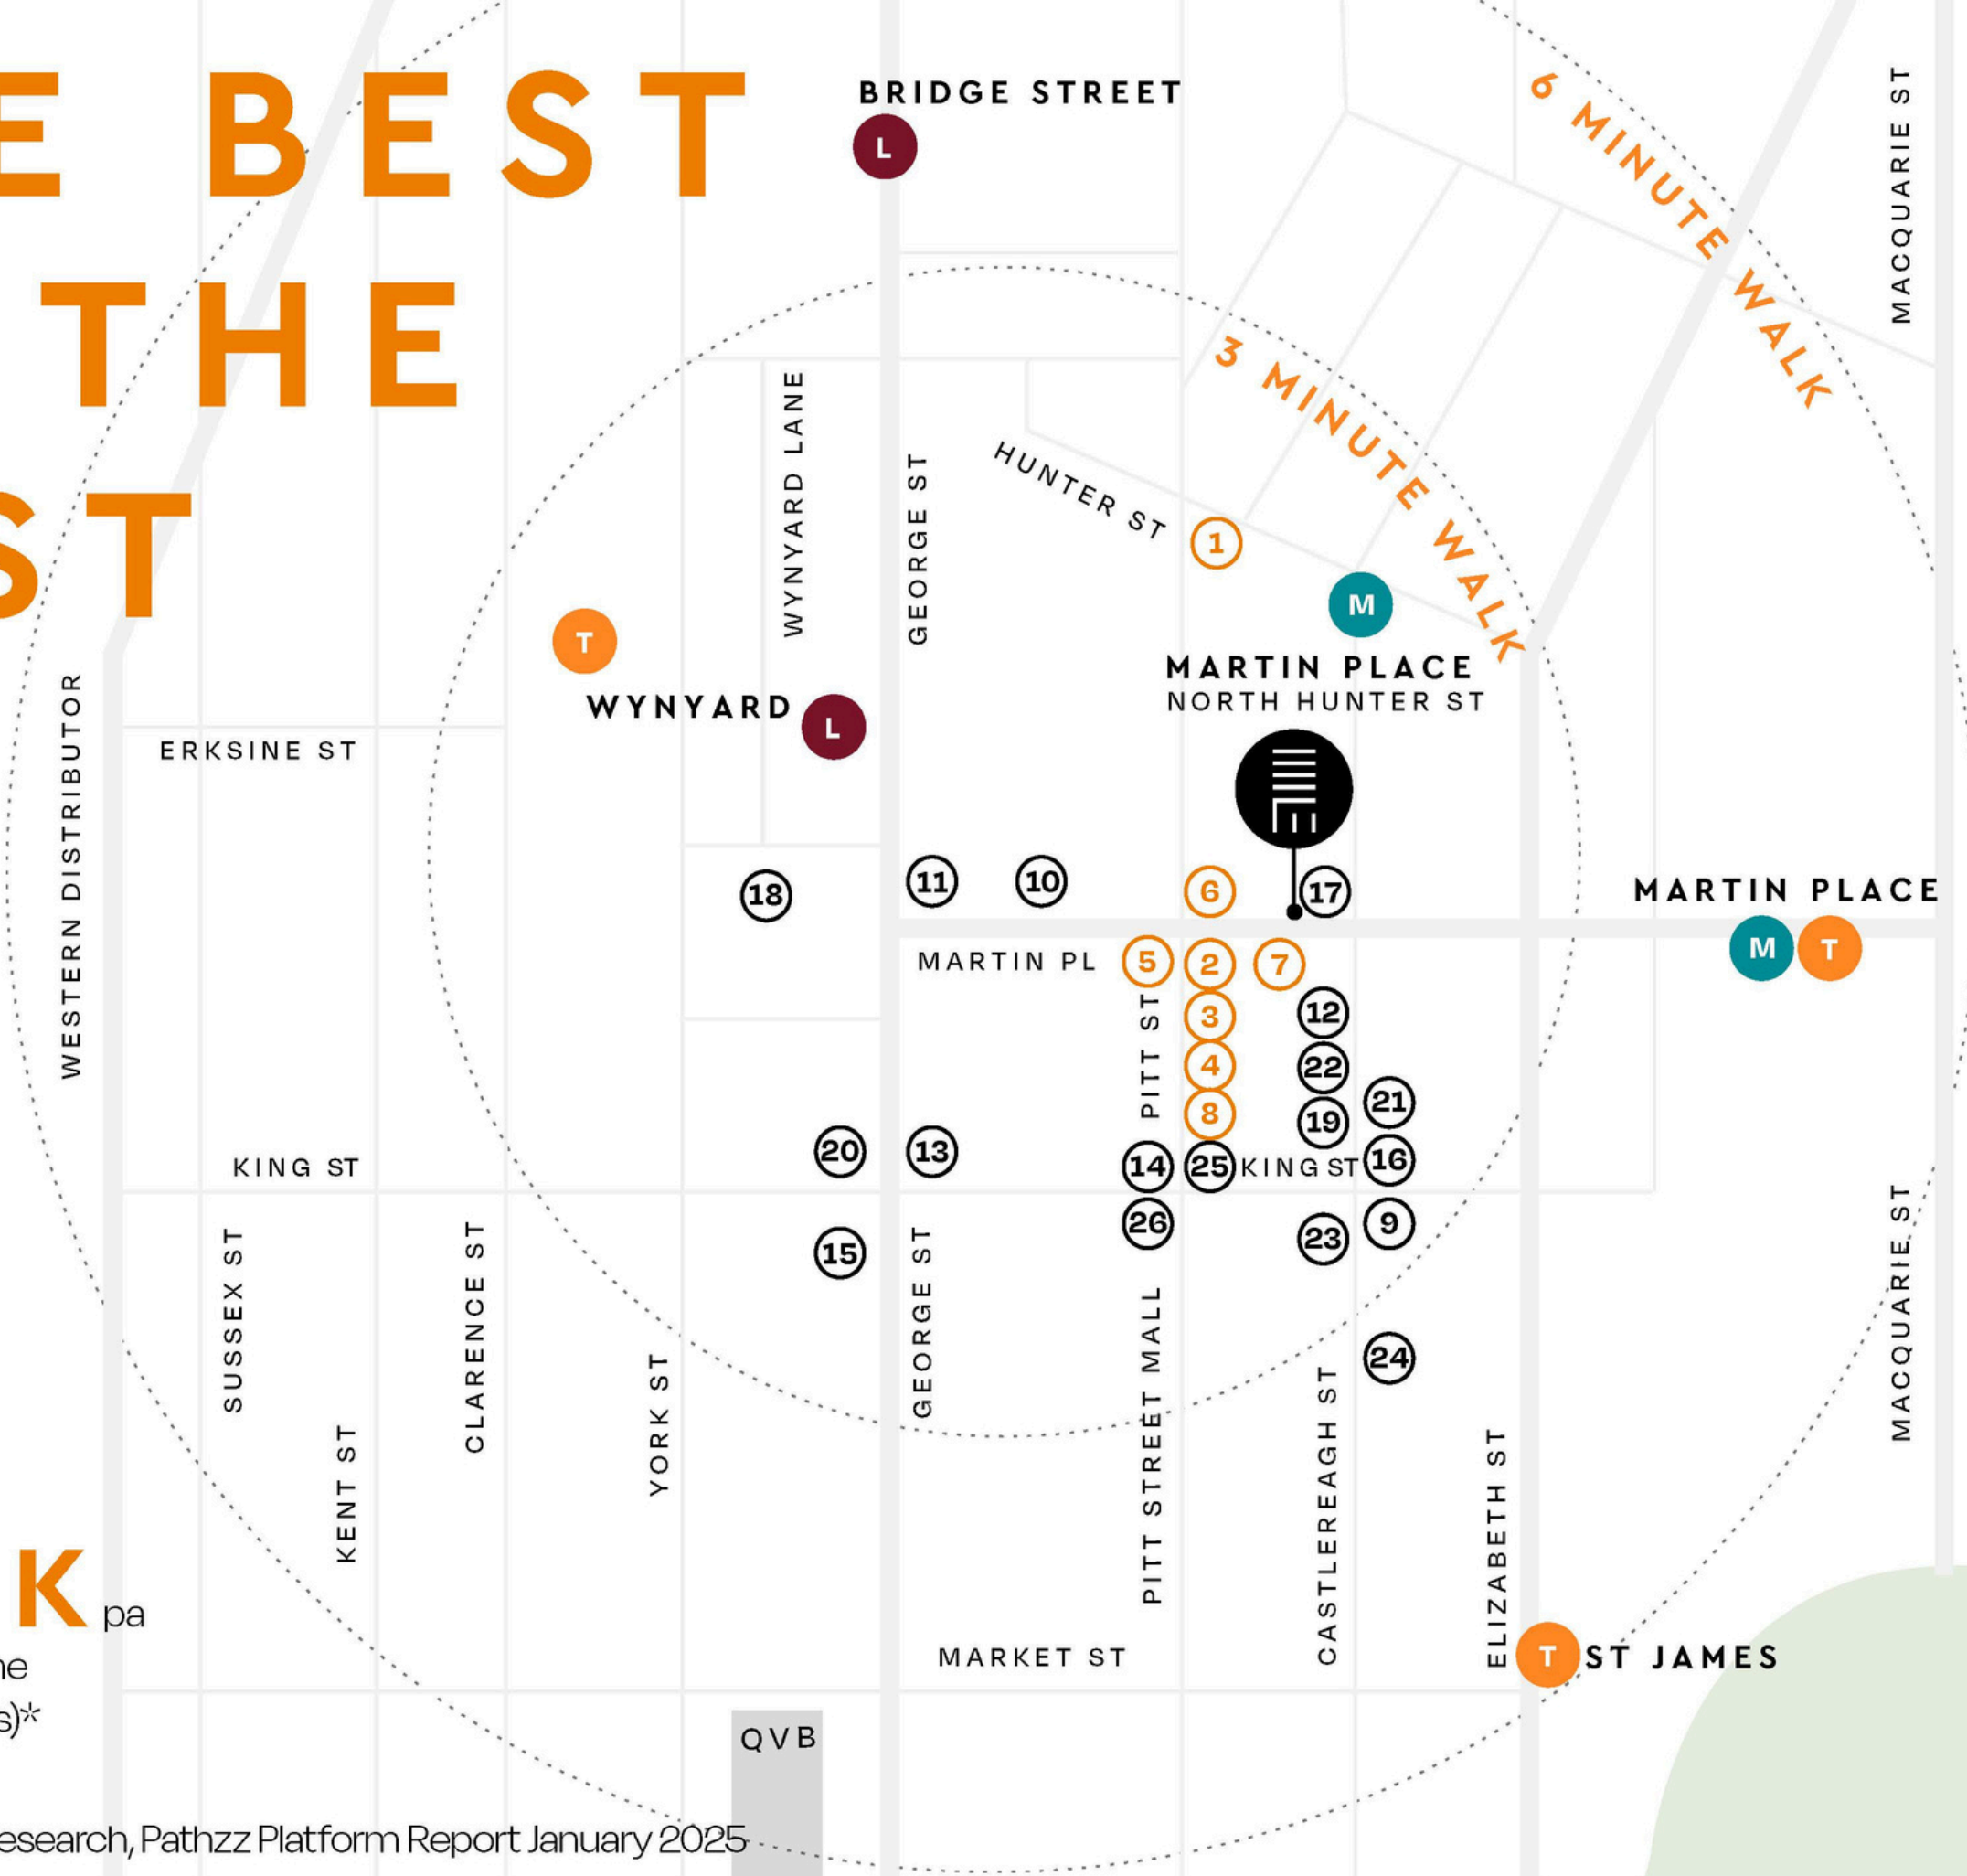 E BEST
THE
ST
BRIDGE STREET
L
6 MINUTE WALK
MACQUARIE ST
3 MINUTE WALK
WYNYARD LANE
GEORGE ST
HUNTER ST
1
M
T
MARTIN PLACE
NORTH HUNTER ST
WYNYARD
L
WESTERN DISTRIBUTOR
ERKSINE ST
18
11
10
6
17
MARTIN PLACE
M
T
MARTIN PL
5
2
7
3
12
PITT ST
4
22
8
19
21
KING ST
20
13
14
25
KING ST
16
26
23
9
15
SUSSEX ST
CLARENCE ST
GEORGE ST
MACQUARIE ST
24
KENT ST
YORK ST
PITT STREET MALL
CASTLEREAGH ST
ELIZABETH ST
K pa
ne
s)*
MARKET ST
T
ST JAMES
QVB
esearch, Pathzz Platform Report January 2025